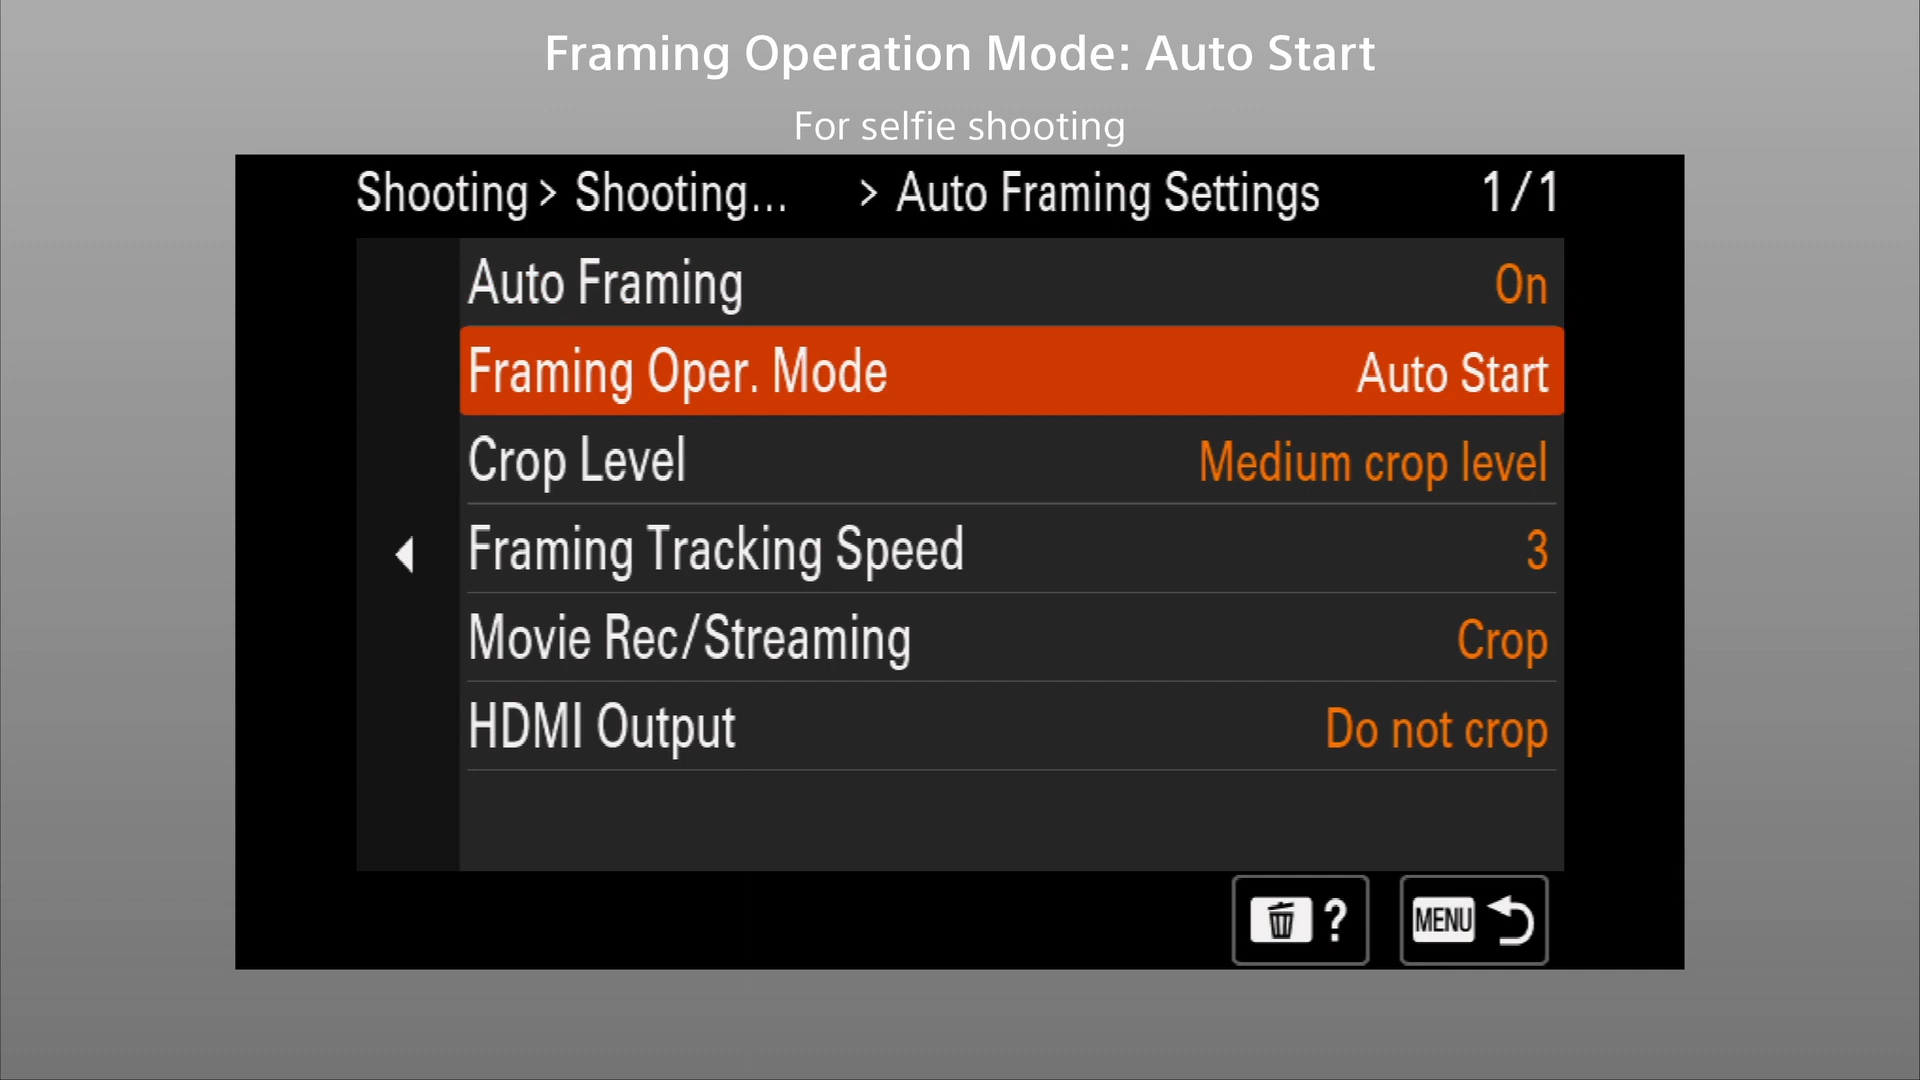 Framing Operation Mode: Auto Start
For selfie shooting
Shooting > Shooting... > Auto Framing Settings 1/1
Auto Framing On
Framing Oper. Mode Auto Start
Crop Level Medium crop level
Framing Tracking Speed 3
Movie Rec/Streaming Crop
HDMI Output Do not crop
? MENU